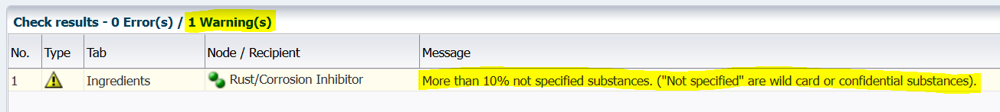 Check results - 0 Error(s) / 1 Warning(s)
No. Type Tab Node / Recipient Message
1 Ingredients Rust/Corrosion Inhibitor More than 10% not specified substances. ("Not specified" are wild card or confidential substances).